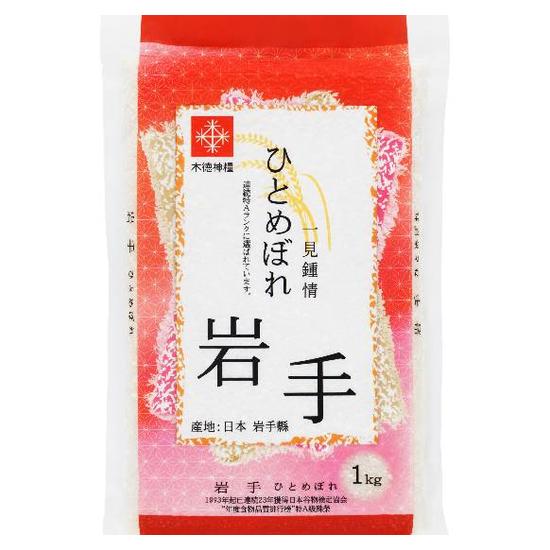 木徳神糧
ひとめぼれ
一見鍾情
連続特Aランクに選ばれています。
岩手
産地:日本 岩手縣
岩手 ひとめぼれ
1kg
1993年起已連續23年獲得日本谷物檢定協會
"年度食物品質排行榜"特A級殊榮